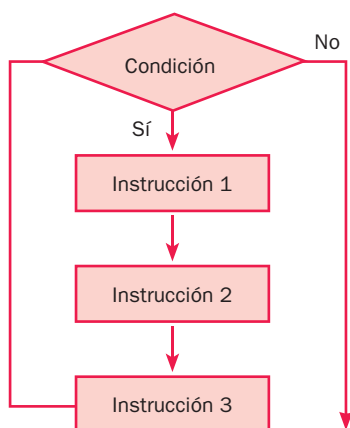 Condición
No
Sí
Instrucción 1
Instrucción 2
Instrucción 3